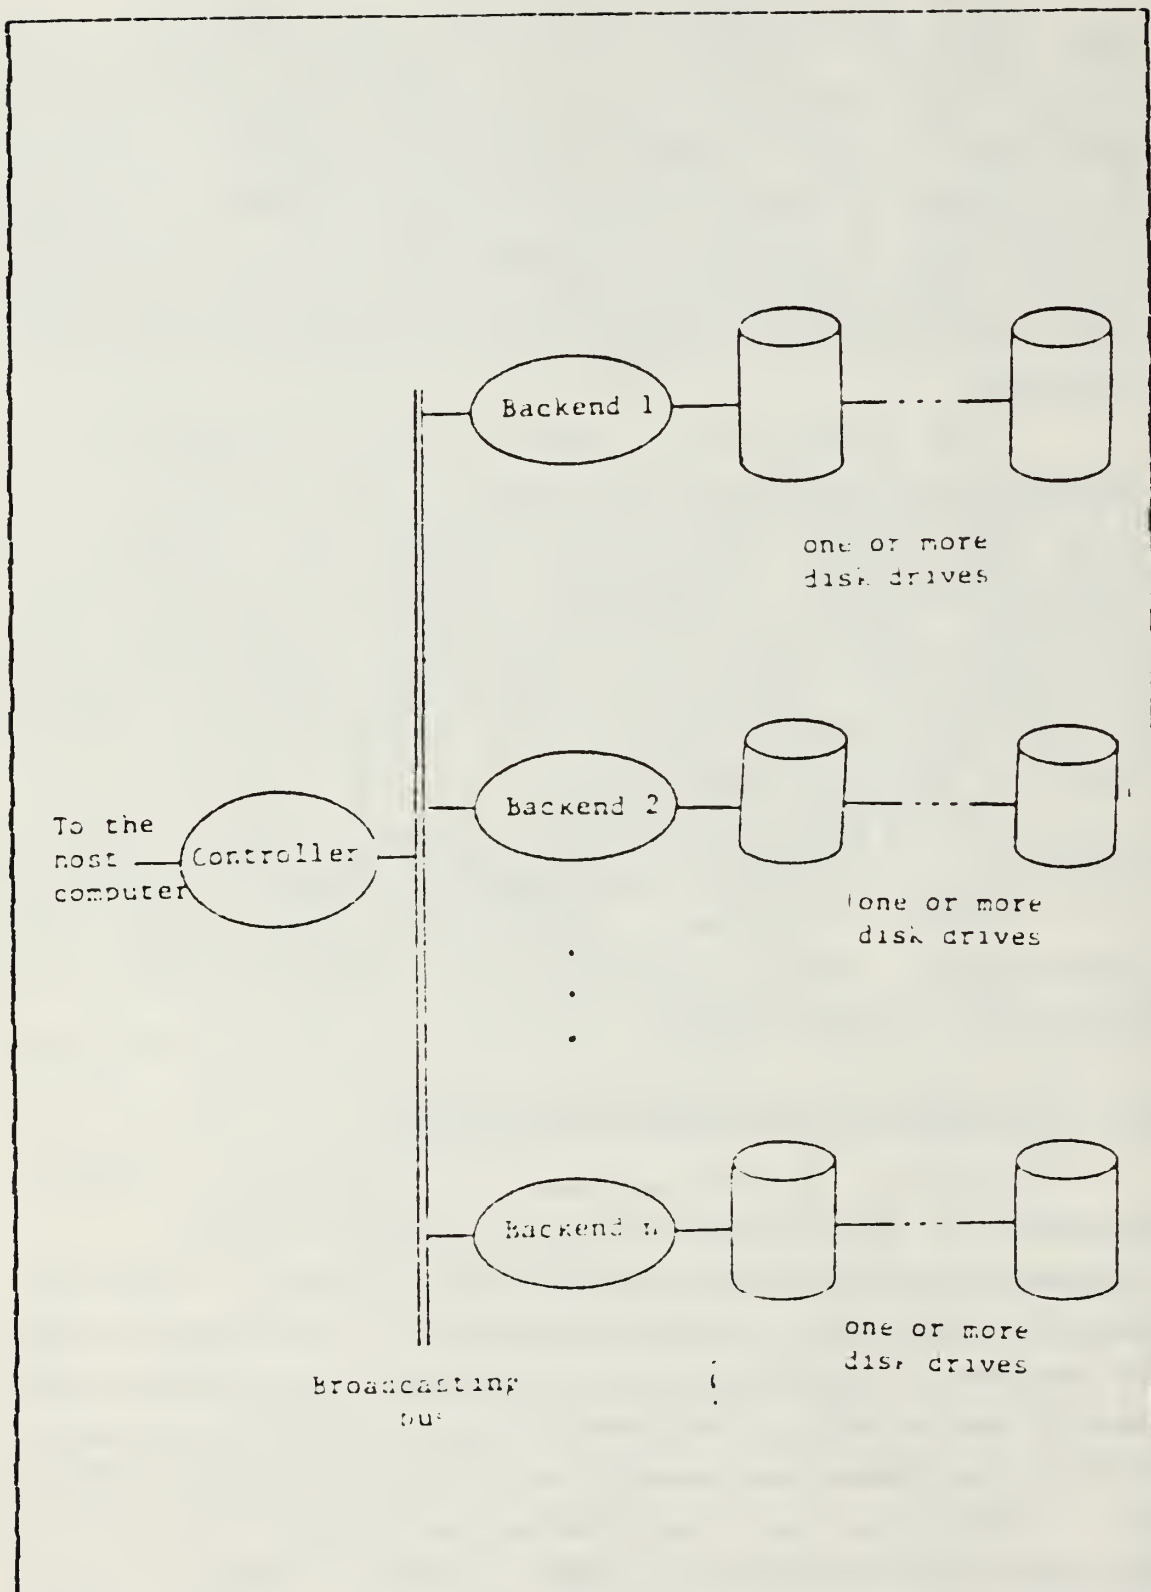 Backend 1
one or more
disk drives
Backend 2
To the
host
computer
Controller
one or more
disk drives
Backend n
one or more
disk drives
Broadcasting
bus